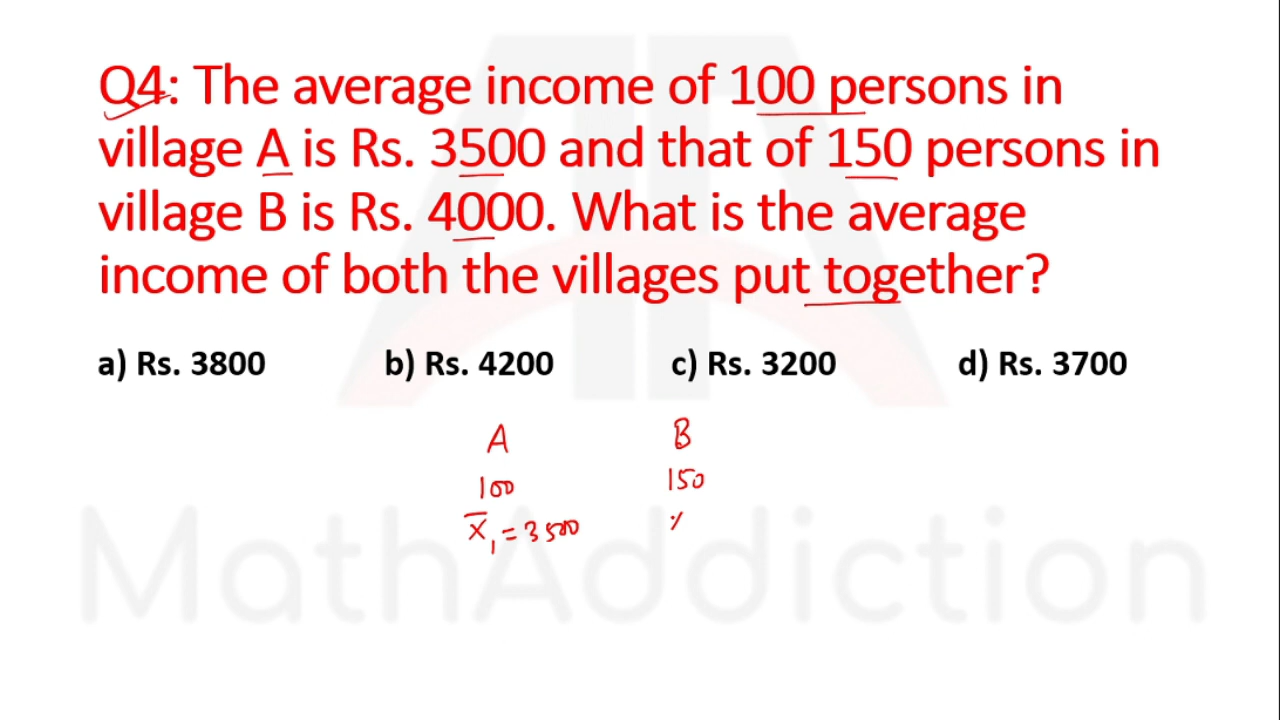 Q4: The average income of 100 persons in
village A is Rs. 3500 and that of 150 persons in
village B is Rs. 4000. What is the average
income of both the villages put together?
a) Rs. 3800 b) Rs. 4200 c) Rs. 3200 d) Rs. 3700
A B
100 150
x̄₁ = 3500
MathAddiction